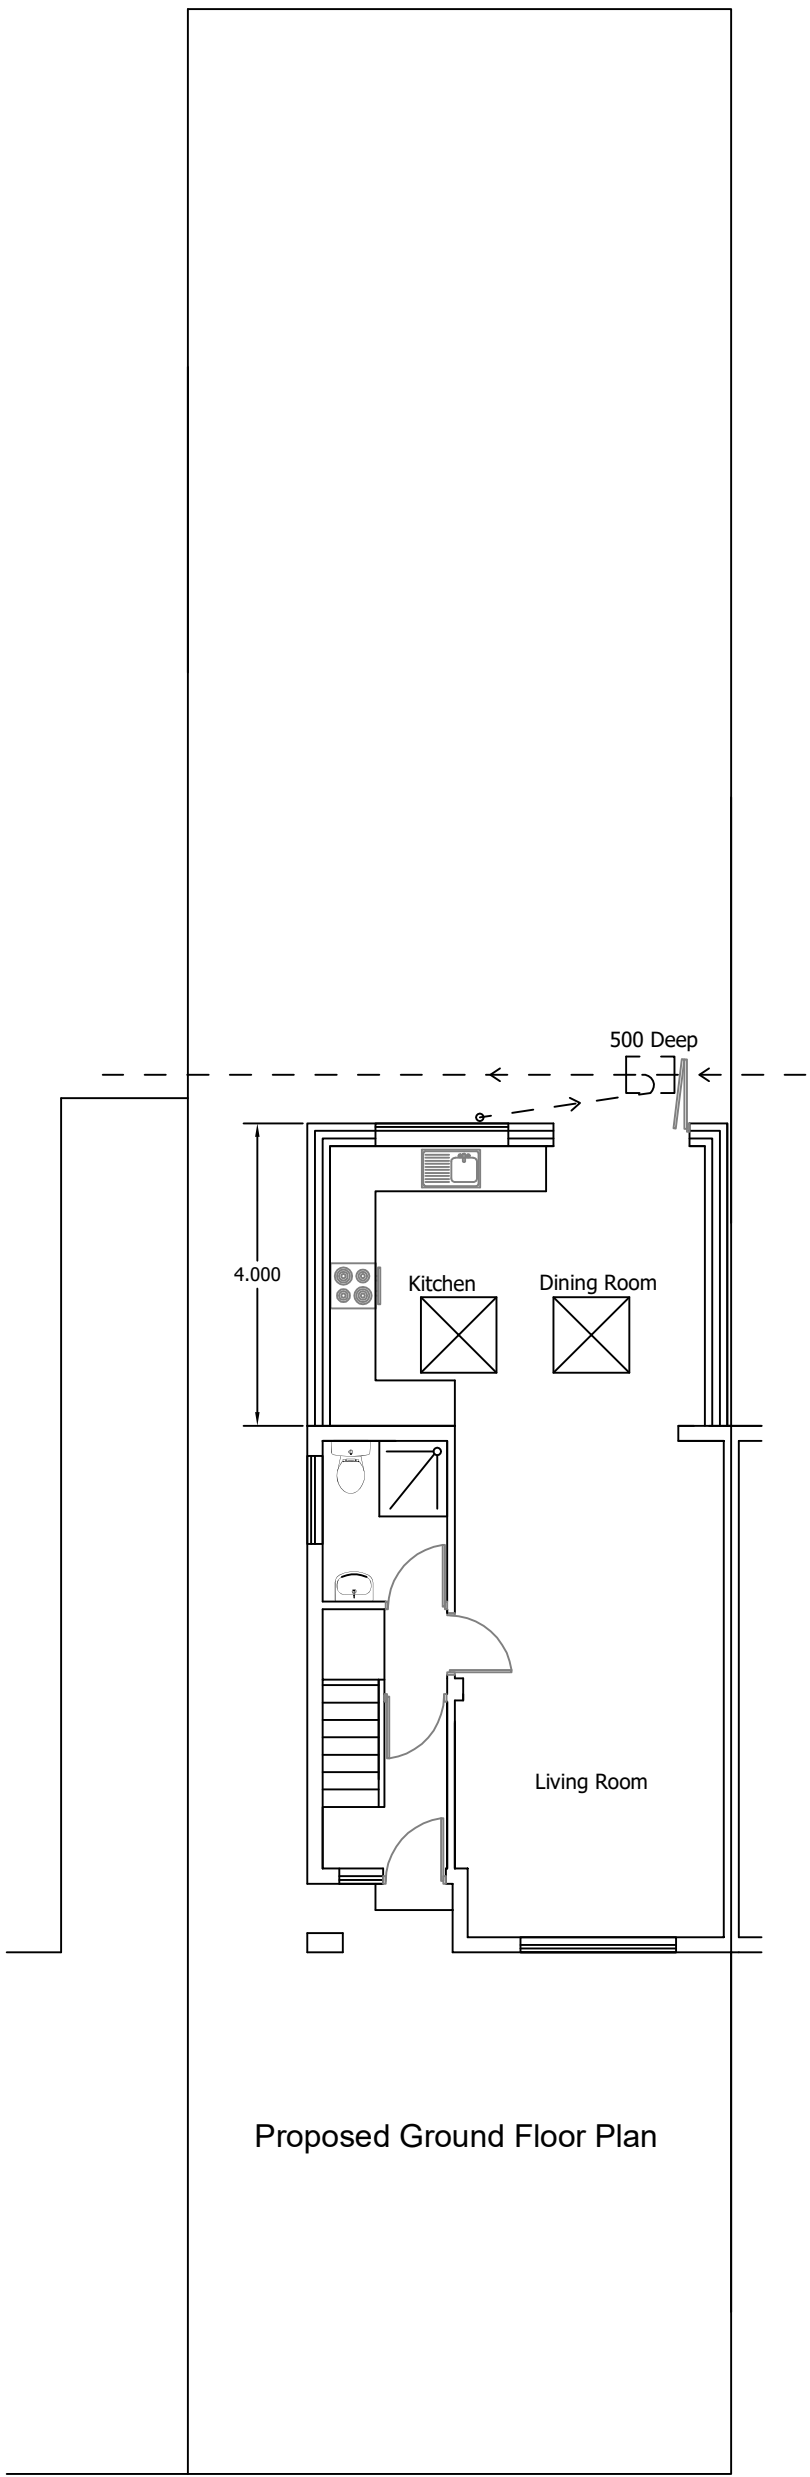 500 Deep
4.000
Kitchen
Dining Room
Living Room
Proposed Ground Floor Plan